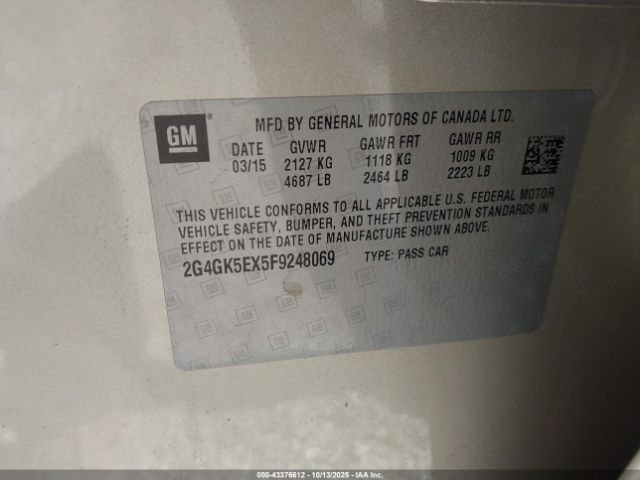 GM ®
MFD BY GENERAL MOTORS OF CANADA LTD.
DATE GVWR GAWR FRT GAWR RR
03/15 2127 KG 1118 KG 1009 KG
4687 LB 2464 LB 2223 LB
THIS VEHICLE CONFORMS TO ALL APPLICABLE U.S. FEDERAL MOTOR
VEHICLE SAFETY, BUMPER, AND THEFT PREVENTION STANDARDS IN
EFFECT ON THE DATE OF MANUFACTURE SHOWN ABOVE.
2G4GK5EX5F9248069 TYPE: PASS CAR
000-43376612 - 10/13/2025 - IAAI.COM